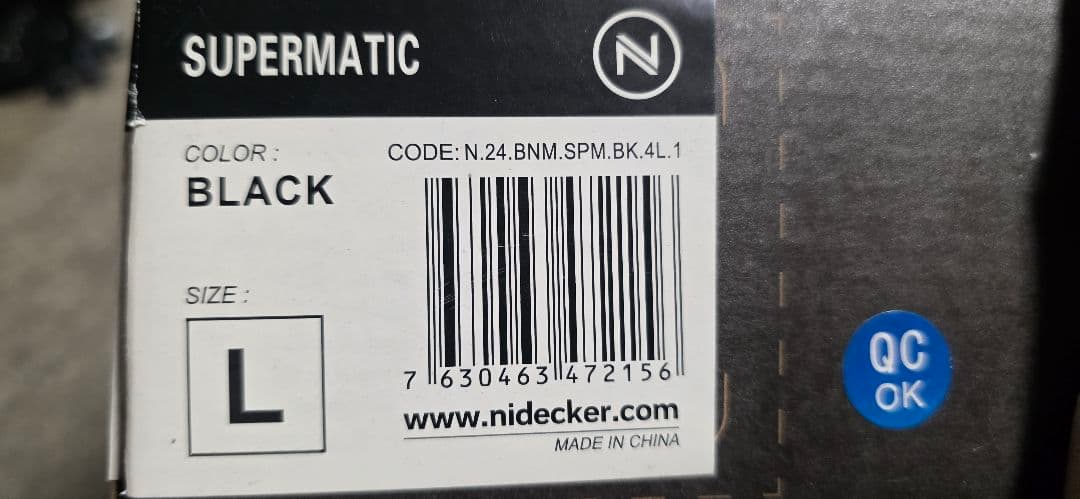 SUPERMATIC
N
COLOR:
BLACK
CODE: N.24.BNM.SPM.BK.4L.1
SIZE:
L
7 630463 472156
www.nidecker.com
MADE IN CHINA
QC
OK